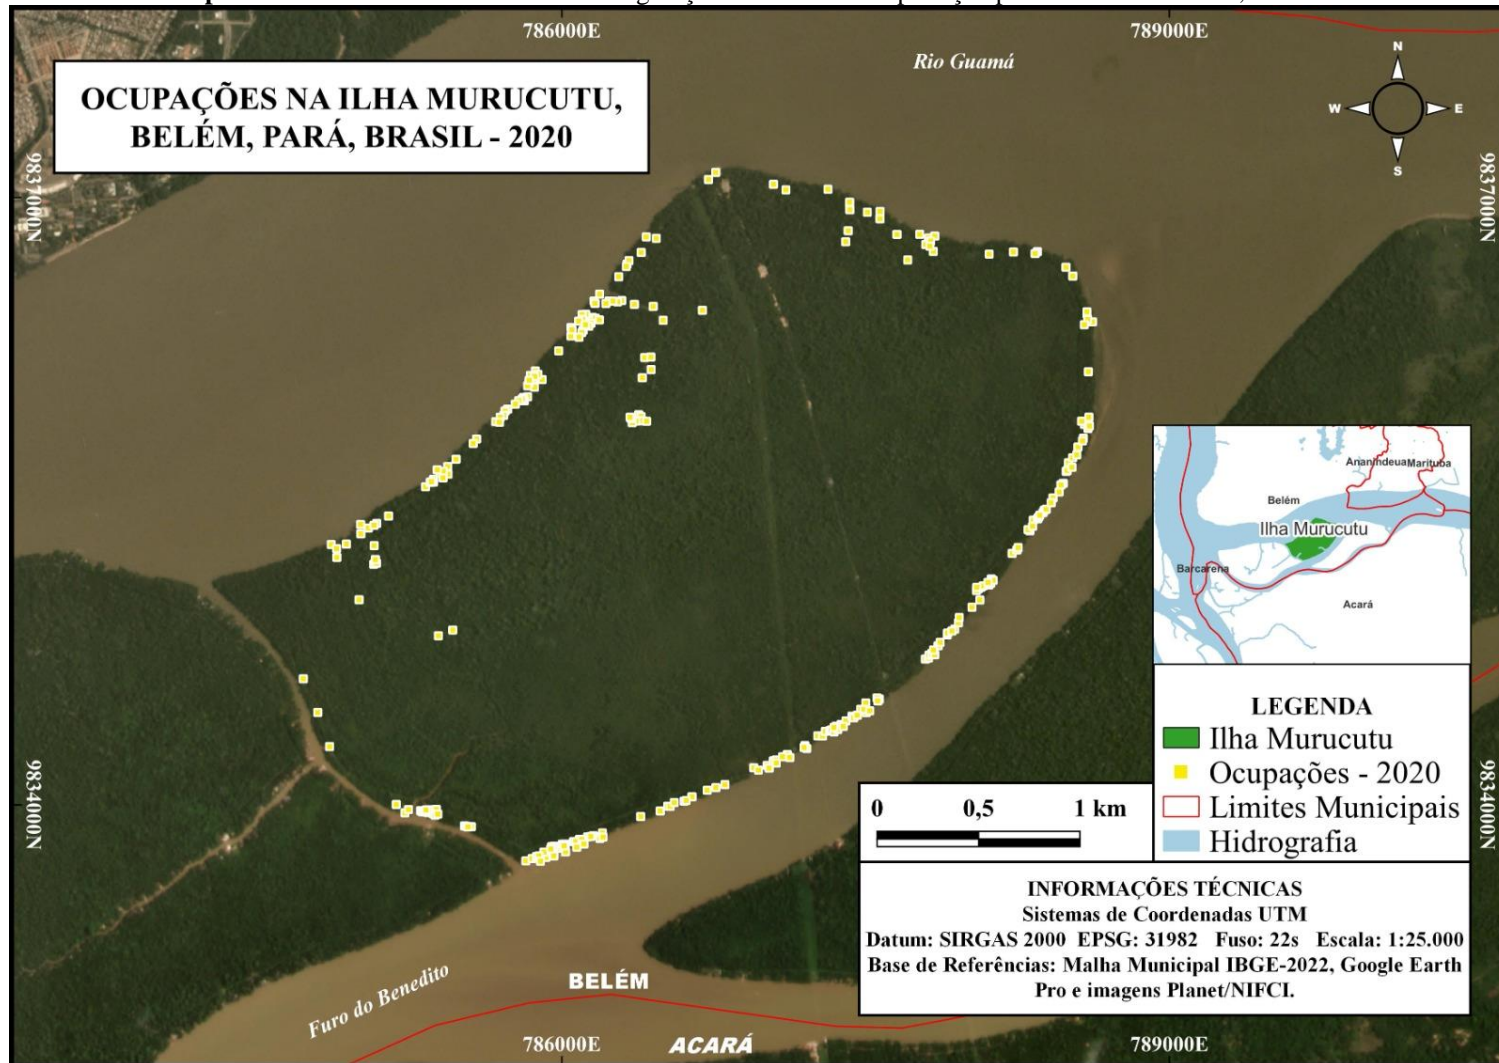 786000E
789000E
Rio Guamá
N
OCUPAÇÕES NA ILHA MURUCUTU,
BELÉM, PARÁ, BRASIL - 2020
W
E
S
9837000N
9837000N
Ananindeua
Marituba
Belém
Ilha Murucutu
Barcarena
Acará
LEGENDA
Ilha Murucutu
Ocupações - 2020
Limites Municipais
Hidrografia
9834000N
9834000N
0 0,5 1 km
INFORMAÇÕES TÉCNICAS
Sistemas de Coordenadas UTM
Datum: SIRGAS 2000 EPSG: 31982 Fuso: 22s Escala: 1:25.000
Base de Referências: Malha Municipal IBGE-2022, Google Earth
Pro e imagens Planet/NIFCI.
Furo do Benedito
BELÉM
ACARÁ
786000E
789000E